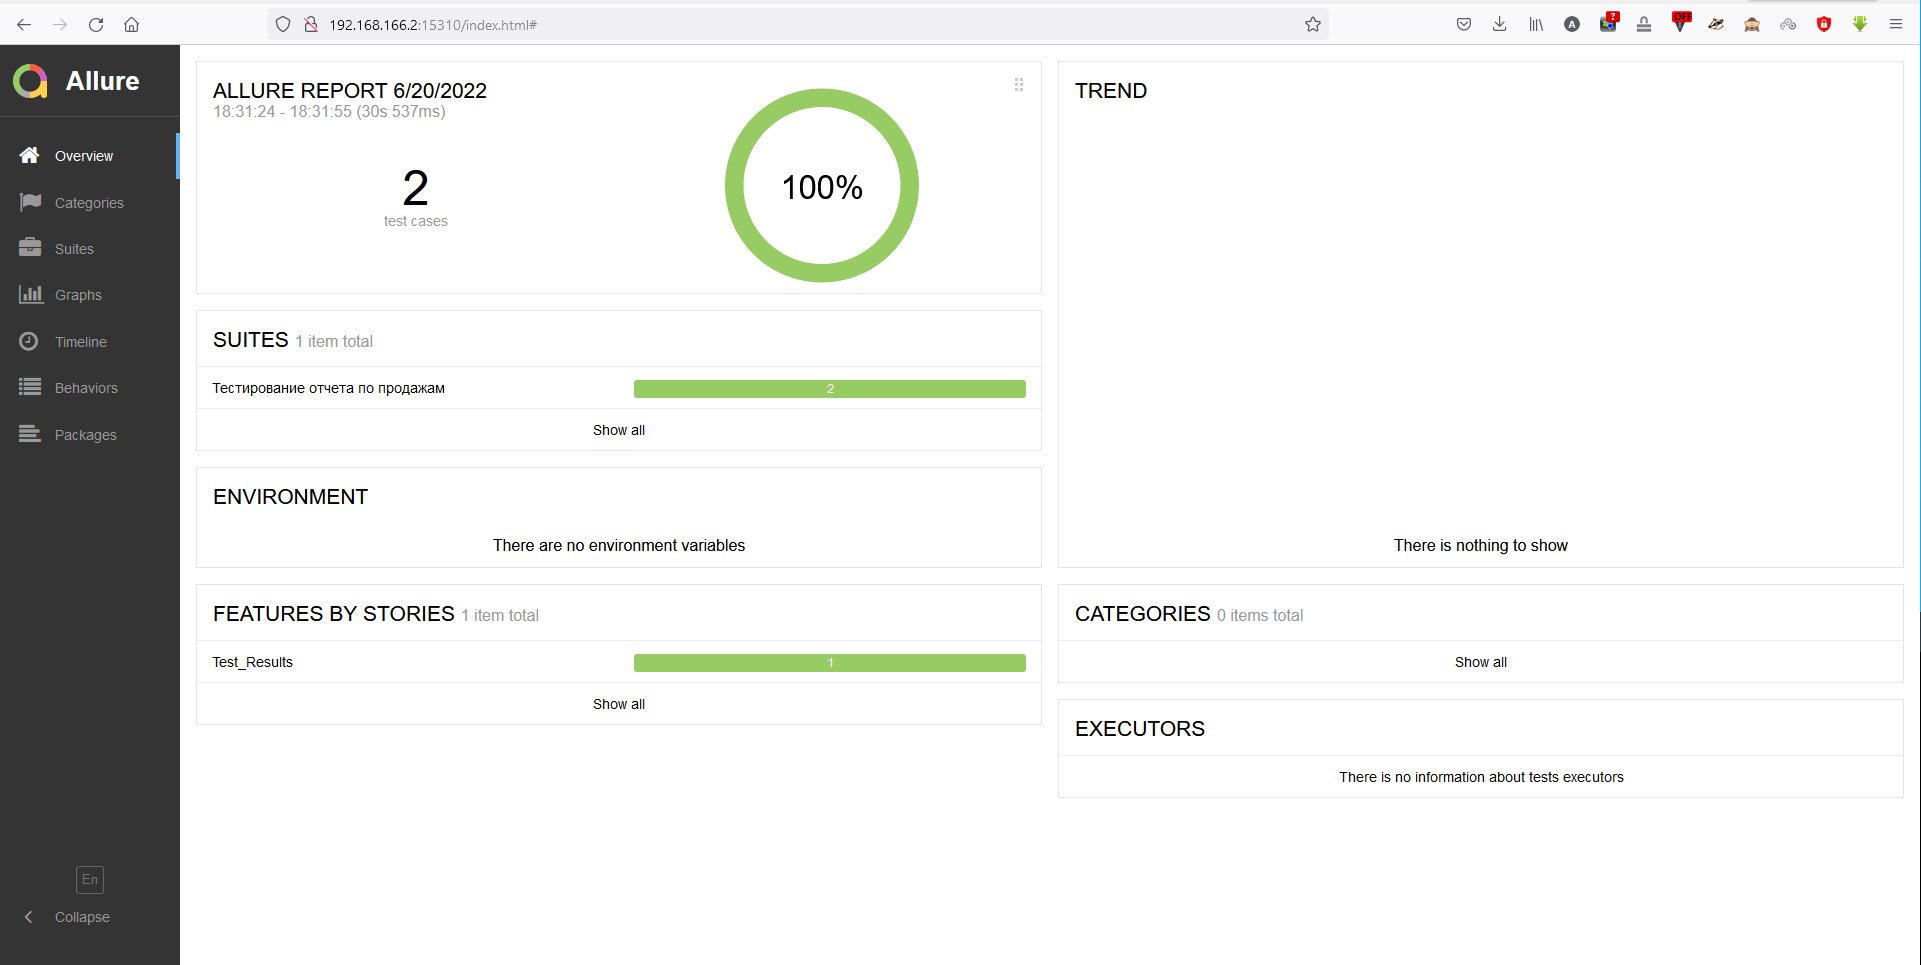 192.168.166.2:15310/index.html#
?
OFF
Allure
Overview
Categories
Suites
Graphs
Timeline
Behaviors
Packages
En
Collapse
ALLURE REPORT 6/20/2022
18:31:24 - 18:31:55 (30s 537ms)
2
test cases
100%
SUITES 1 item total
Тестирование отчета по продажам 2
Show all
ENVIRONMENT
There are no environment variables
FEATURES BY STORIES 1 item total
Test_Results 1
Show all
TREND
There is nothing to show
CATEGORIES 0 items total
Show all
EXECUTORS
There is no information about tests executors